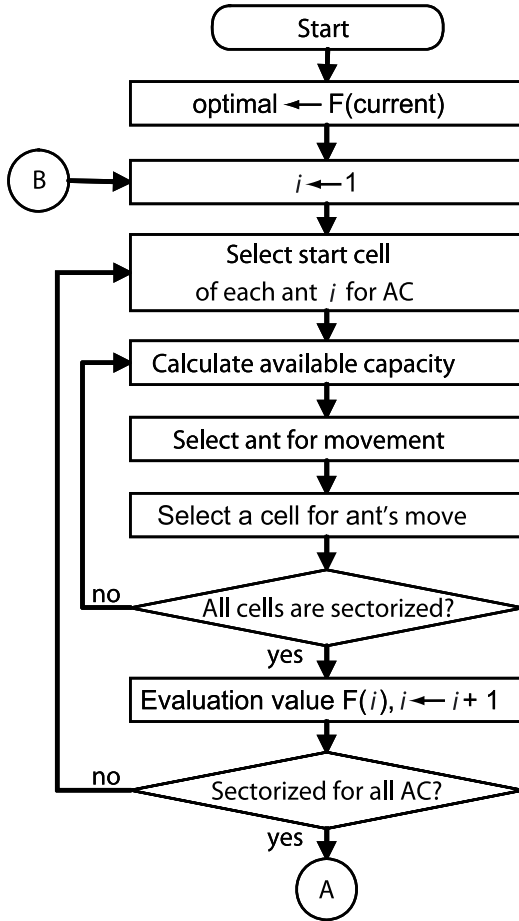 Start
optimal ← F(current)
B
i ← 1
Select start cell
of each ant i for AC
Calculate available capacity
Select ant for movement
Select a cell for ant's move
no
All cells are sectorized?
yes
Evaluation value F(i), i ← i + 1
no
Sectorized for all AC?
yes
A